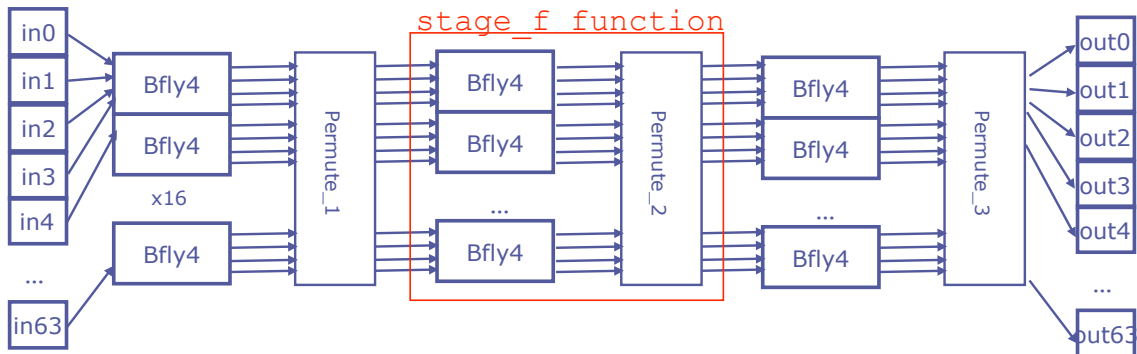 stage_f function
in0
in1
in2
in3
in4
...
in63
Bfly4
Bfly4
x16
Bfly4
Permute_1
Bfly4
Bfly4
...
Bfly4
Permute_2
Bfly4
Bfly4
...
Bfly4
Permute_3
out0
out1
out2
out3
out4
...
out63